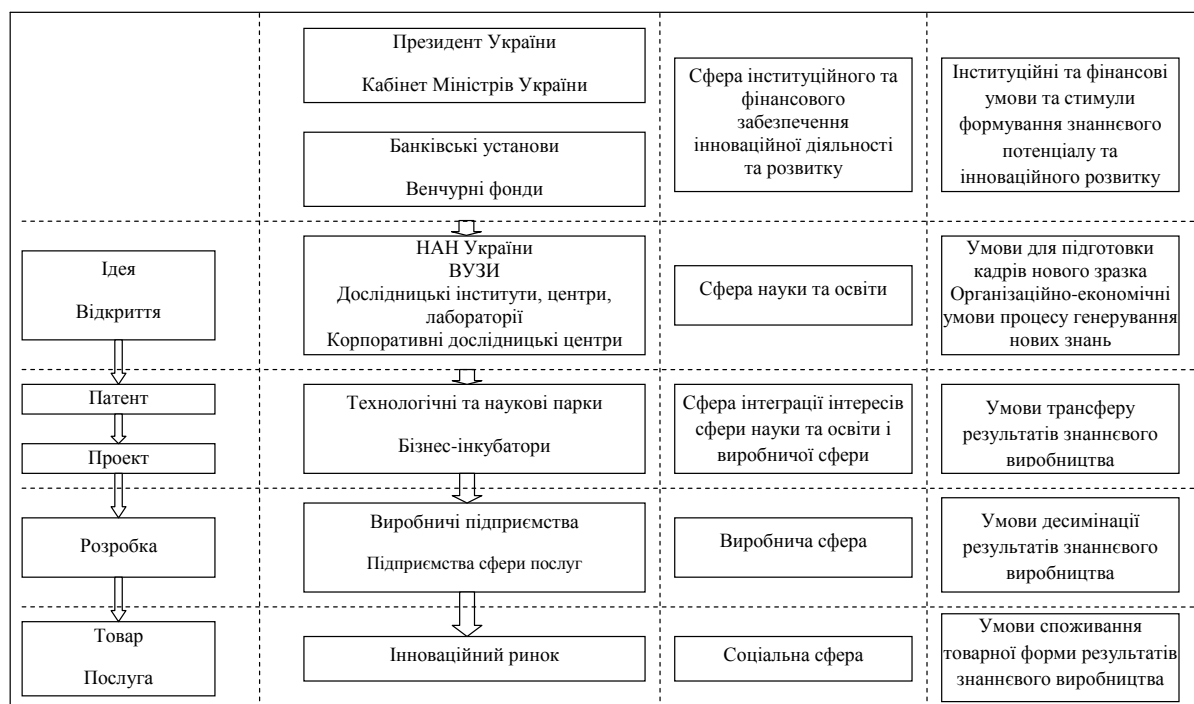 Президент України
Кабінет Міністрів України
Банківські установи
Венчурні фонди
Сфера інституційного та
фінансового
забезпечення
інноваційної діяльності
та розвитку
Інституційні та фінансові
умови та стимули
формування знаннєвого
потенціалу та
інноваційного розвитку
Ідея
Відкриття
НАН України
ВУЗИ
Дослідницькі інститути, центри,
лабораторії
Корпоративні дослідницькі центри
Сфера науки та освіти
Умови для підготовки
кадрів нового зразка
Організаційно-економічні
умови процесу генерування
нових знань
Патент
Проект
Технологічні та наукові парки
Бізнес-інкубатори
Сфера інтеграції інтересів
сфери науки та освіти і
виробничої сфери
Умови трансферу
результатів знаннєвого
виробництва
Розробка
Виробничі підприємства
Підприємства сфери послуг
Виробнича сфера
Умови десимінації
результатів знаннєвого
виробництва
Товар
Послуга
Інноваційний ринок
Соціальна сфера
Умови споживання
товарної форми результатів
знаннєвого виробництва